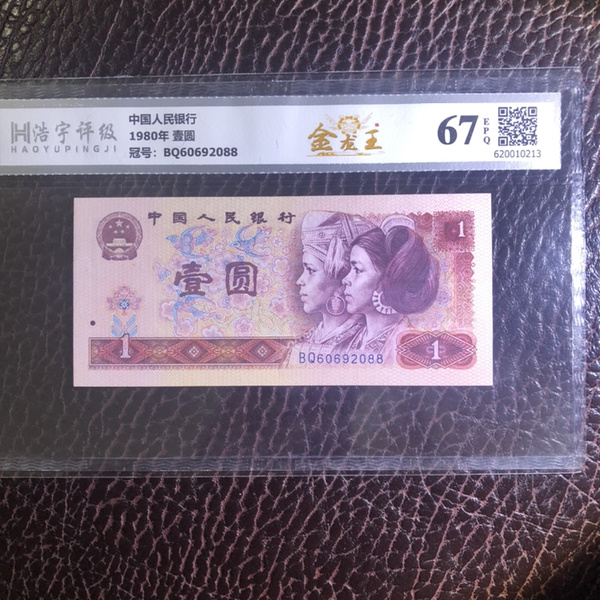 浩宇评级
HAOYUPINGJI
中国人民银行
1980年 壹圆
冠号: BQ60692088
金龙王
67
EPQ
620010213
中国人民银行
1
壹圆
BQ60692088
1
1